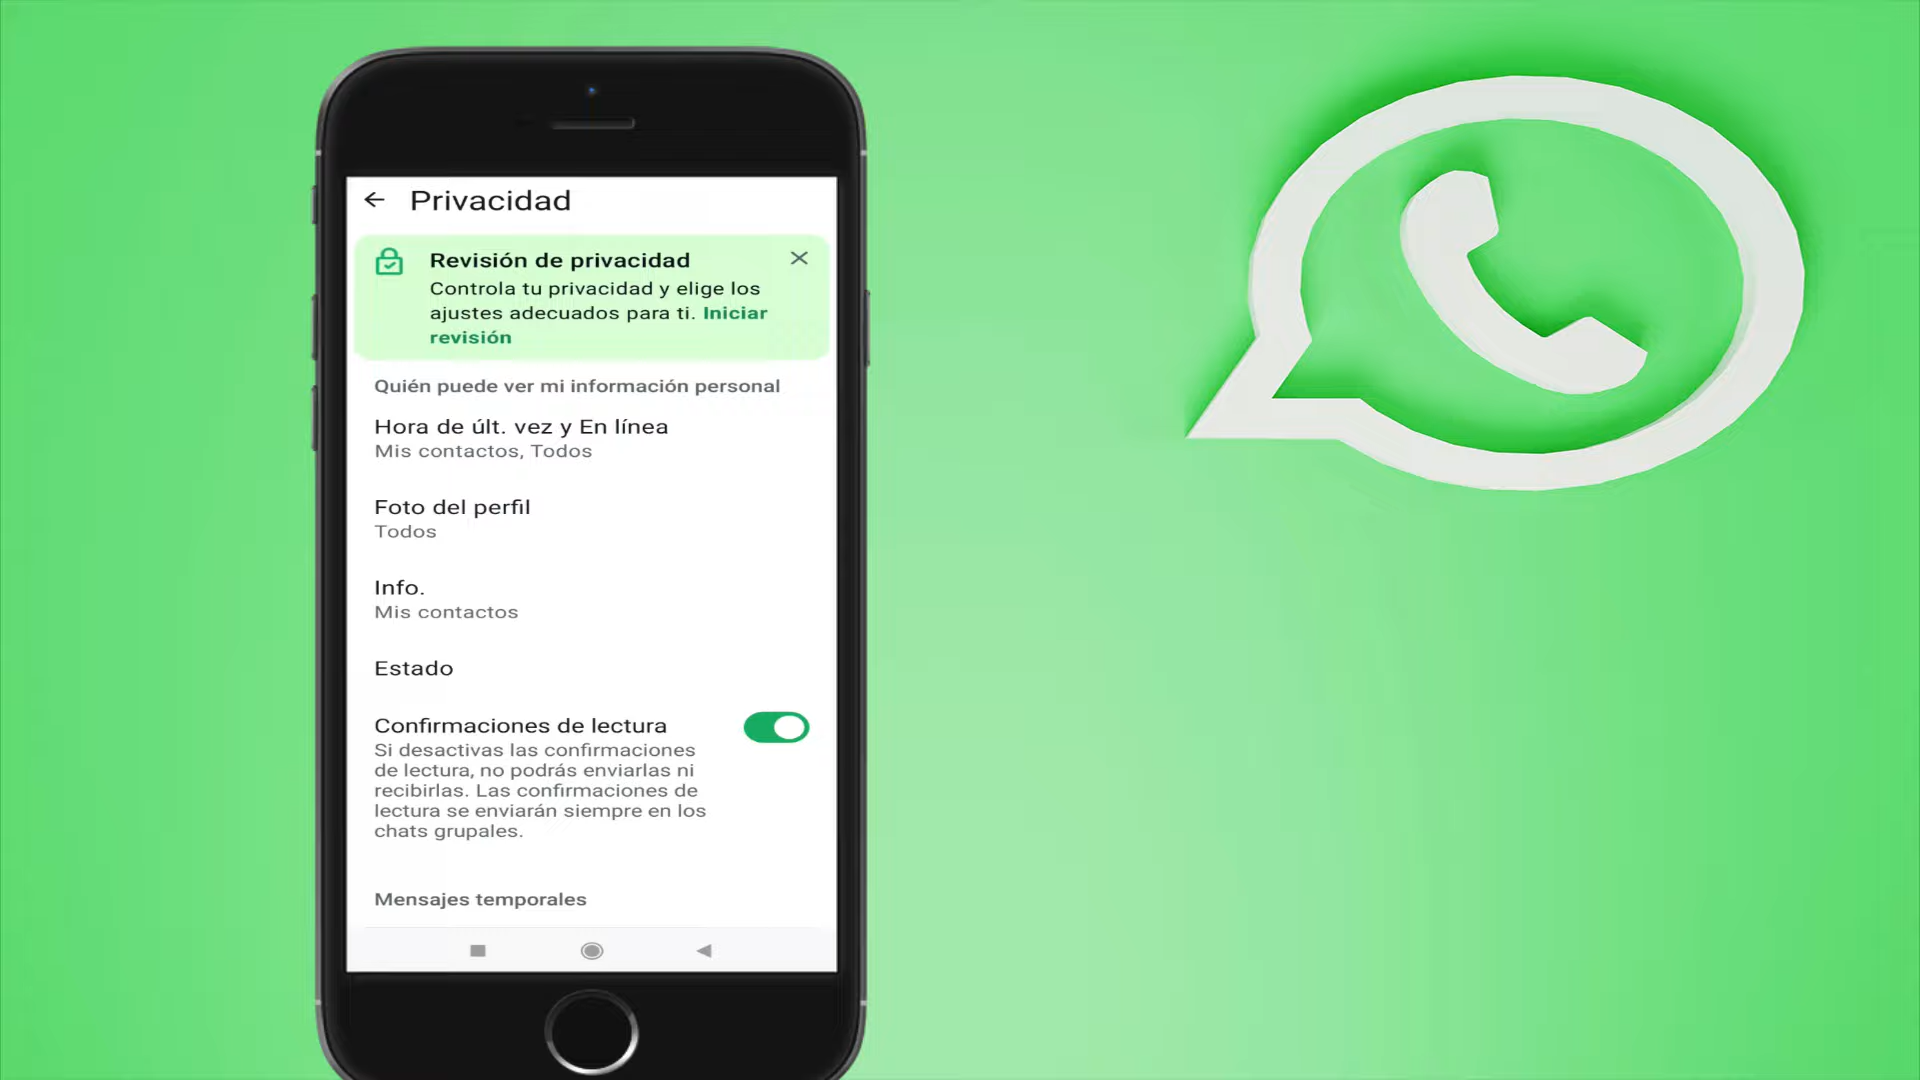 Privacidad
Revisión de privacidad
Controla tu privacidad y elige los
ajustes adecuados para ti. Iniciar
revisión
Quién puede ver mi información personal
Hora de últ. vez y En línea
Mis contactos, Todos
Foto del perfil
Todos
Info.
Mis contactos
Estado
Confirmaciones de lectura
Si desactivas las confirmaciones
de lectura, no podrás enviarlas ni
recibirlas. Las confirmaciones de
lectura se enviarán siempre en los
chats grupales.
Mensajes temporales